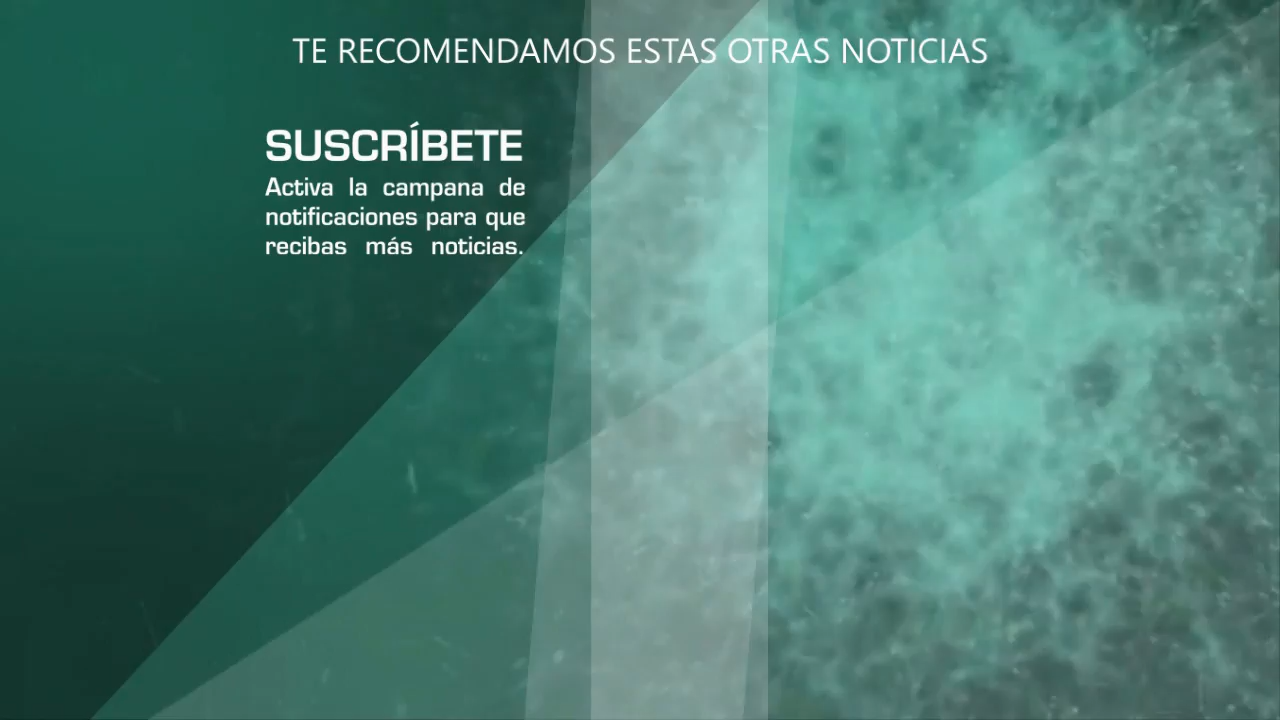 TE RECOMENDAMOS ESTAS OTRAS NOTICIAS
SUSCRÍBETE
Activa la campana de
notificaciones para que
recibas más noticias.